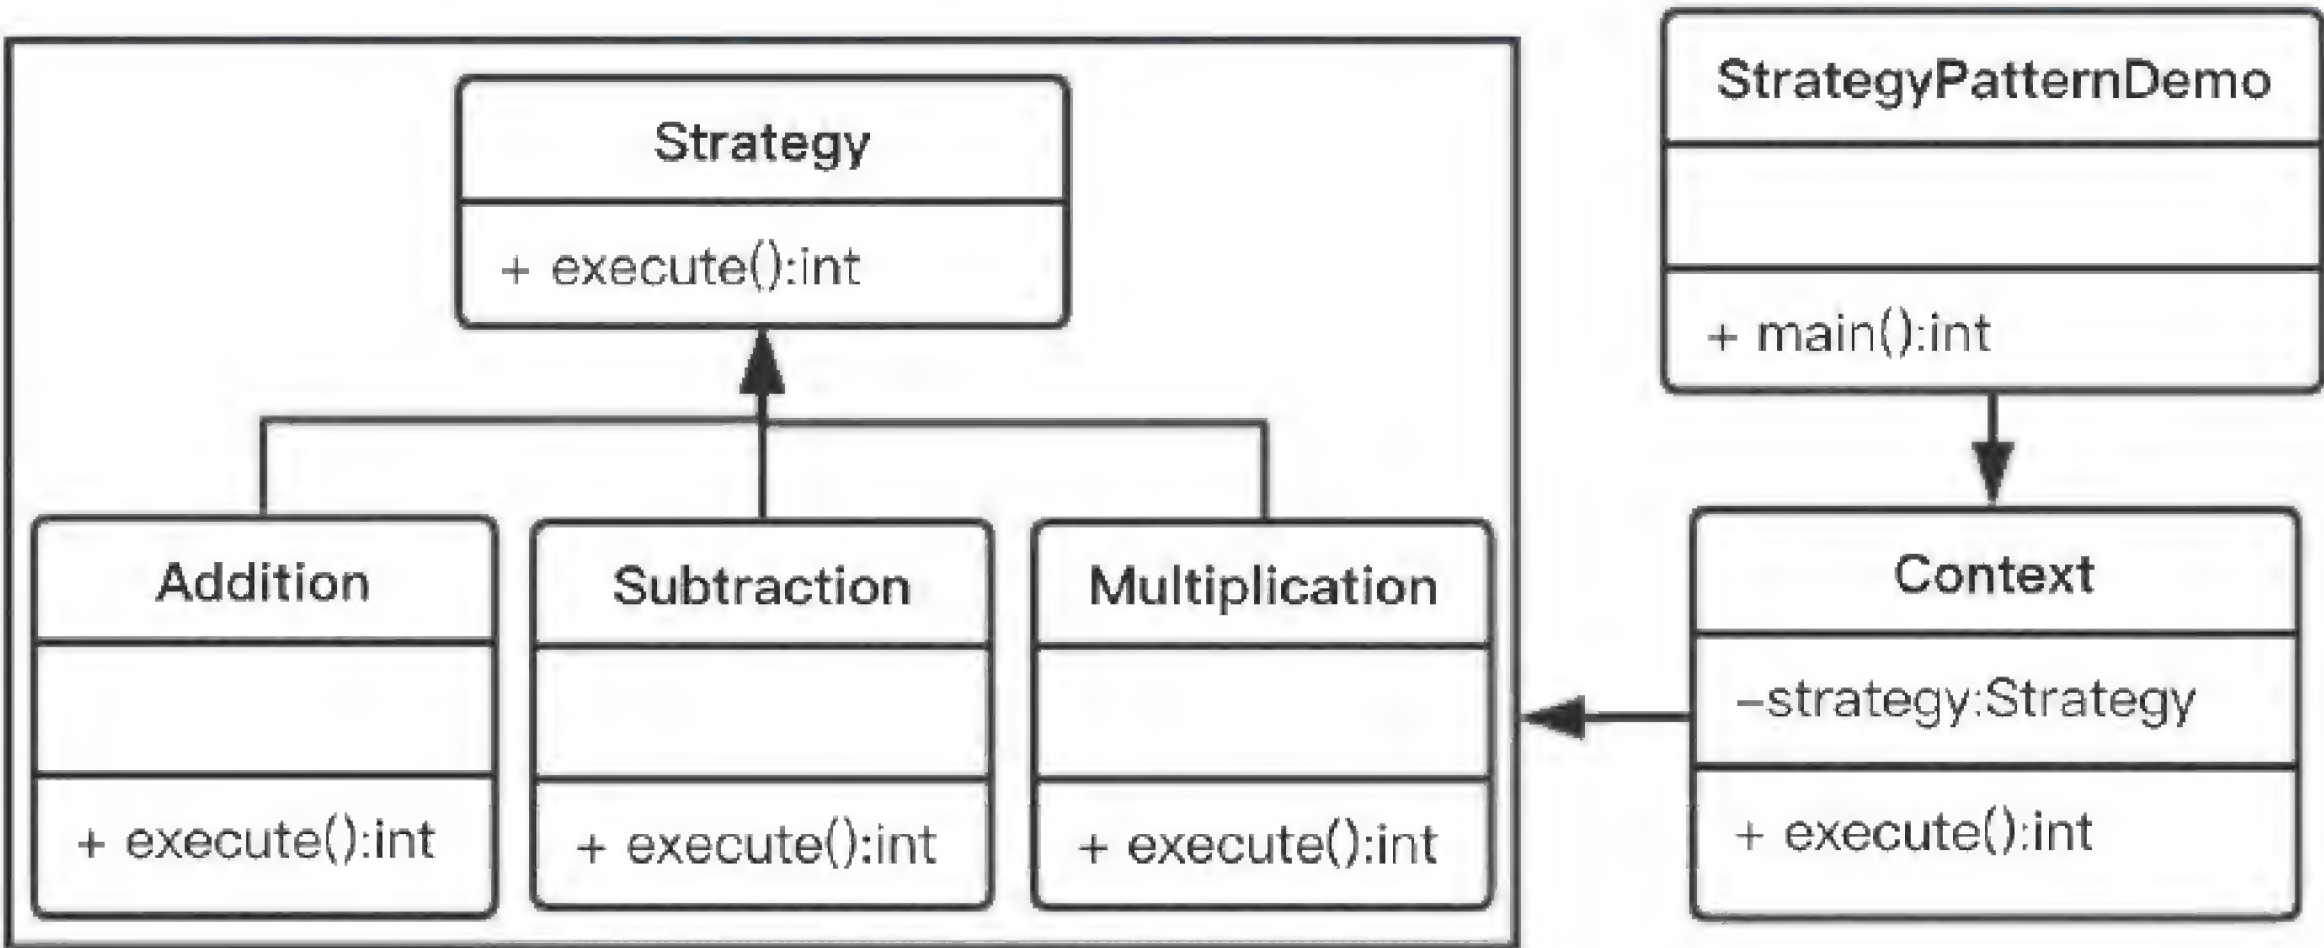 Strategy
+ execute():int
Addition
+ execute():int
Subtraction
+ execute():int
Multiplication
+ execute():int
StrategyPatternDemo
+ main():int
Context
–strategy:Strategy
+ execute():int